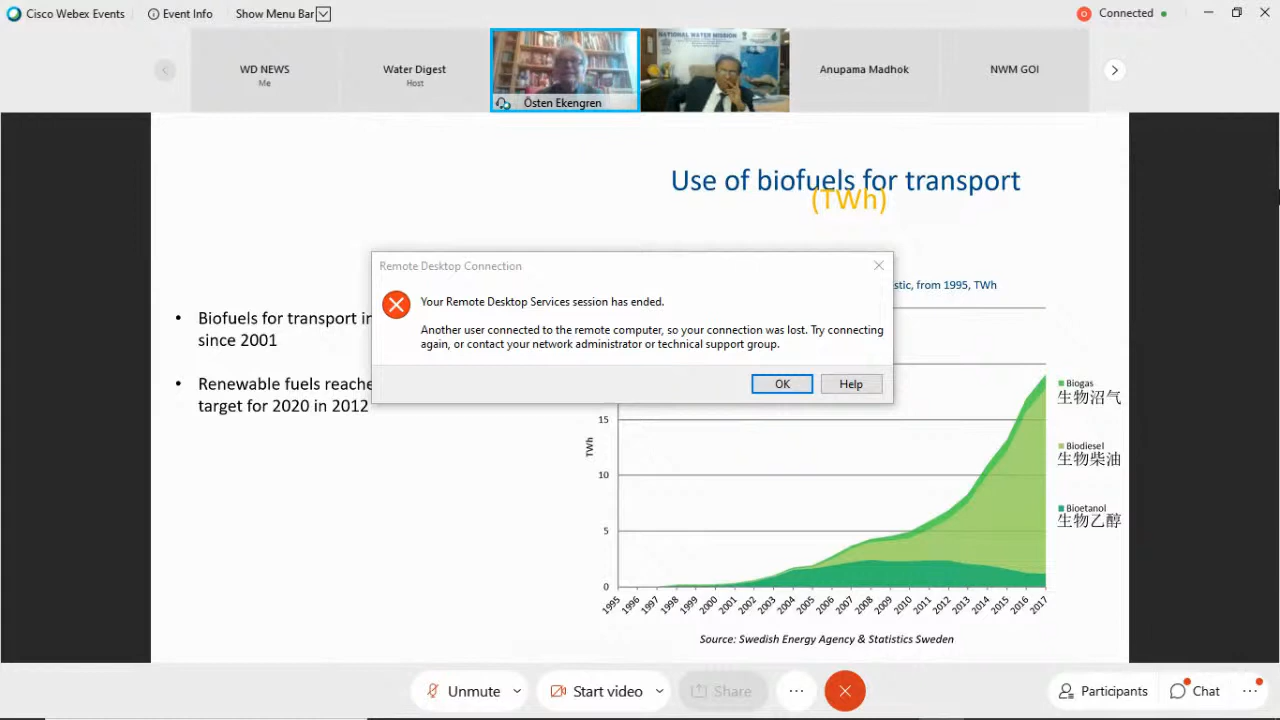 Cisco Webex Events
Event Info
Show Menu Bar
Connected
WD NEWS
Me
Water Digest
Host
Östen Ekengren
NATIONAL WATER MISSION
Anupama Madhok
NWM GOI
Use of biofuels for transport
(TWh)
stic, from 1995, TWh
Remote Desktop Connection
Your Remote Desktop Services session has ended.
Another user connected to the remote computer, so your connection was lost. Try connecting
again, or contact your network administrator or technical support group.
OK
Help
• Biofuels for transport in
since 2001
• Renewable fuels reache
target for 2020 in 2012
TWh
15
10
5
0
1995 1996 1997 1998 1999 2000 2001 2002 2003 2004 2005 2006 2007 2008 2009 2010 2011 2012 2013 2014 2015 2016 2017
Biogas
生物沼气
Biodiesel
生物柴油
Bioetanol
生物乙醇
Source: Swedish Energy Agency & Statistics Sweden
Unmute
Start video
Share
Participants
Chat